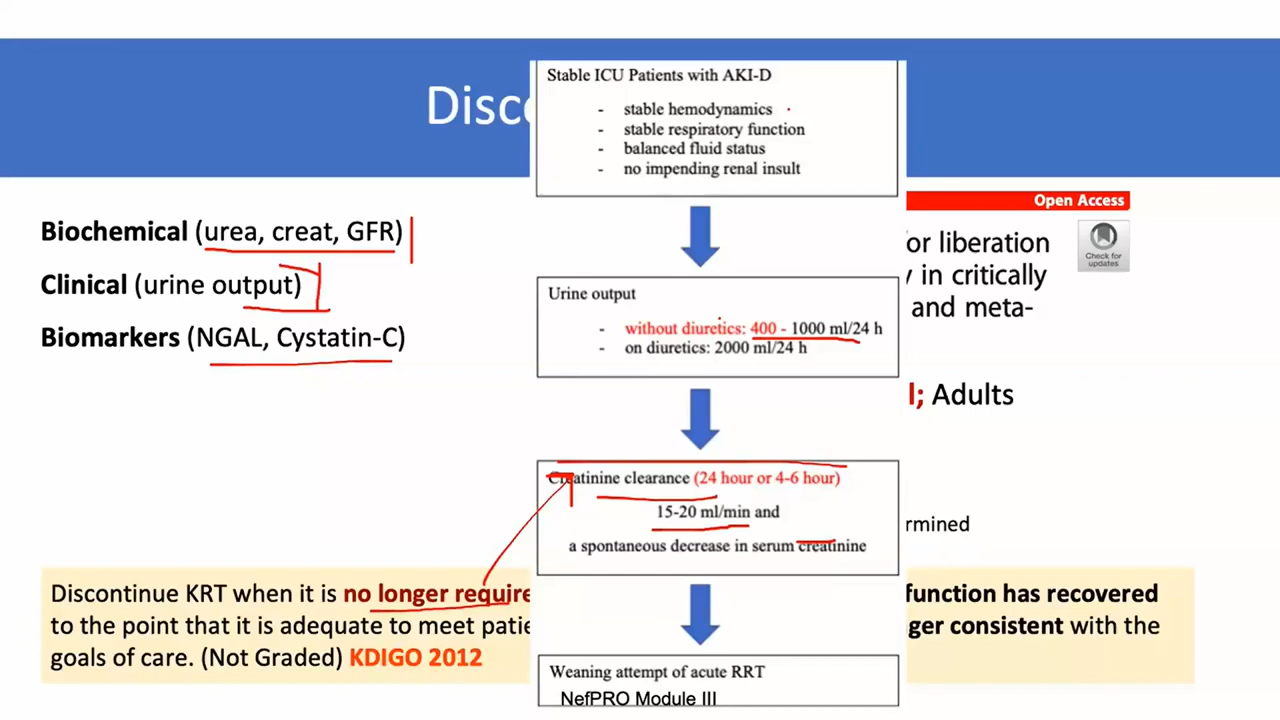 Disco
Biochemical (urea, creat, GFR)
Clinical (urine output)
Biomarkers (NGAL, Cystatin-C)
Stable ICU Patients with AKI-D
- stable hemodynamics
- stable respiratory function
- balanced fluid status
- no impending renal insult
Urine output
- without diuretics: 400 - 1000 ml/24 h
- on diuretics: 2000 ml/24 h
Creatinine clearance (24 hour or 4-6 hour)
15-20 ml/min and
a spontaneous decrease in serum creatinine
Weaning attempt of acute RRT
NefPRO Module III
Open Access
or liberation
y in critically
and meta-
Check for
updates
l; Adults
rmined
Discontinue KRT when it is no longer require function has recovered
to the point that it is adequate to meet patie ger consistent with the
goals of care. (Not Graded) KDIGO 2012